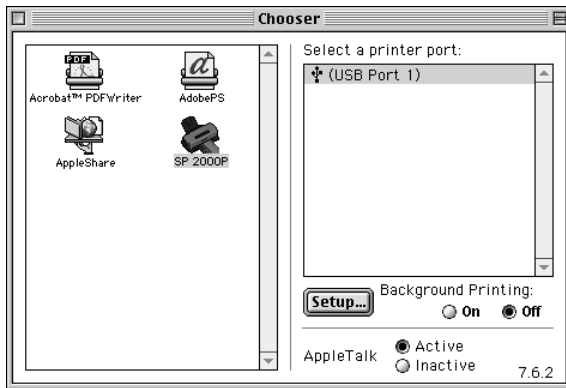 Chooser
PDF
Acrobat™ PDFWriter
a
AdobePS
AppleShare
SP 2000P
Select a printer port:
(USB Port 1)
Setup...
Background Printing:
On Off
AppleTalk
Active
Inactive
7.6.2